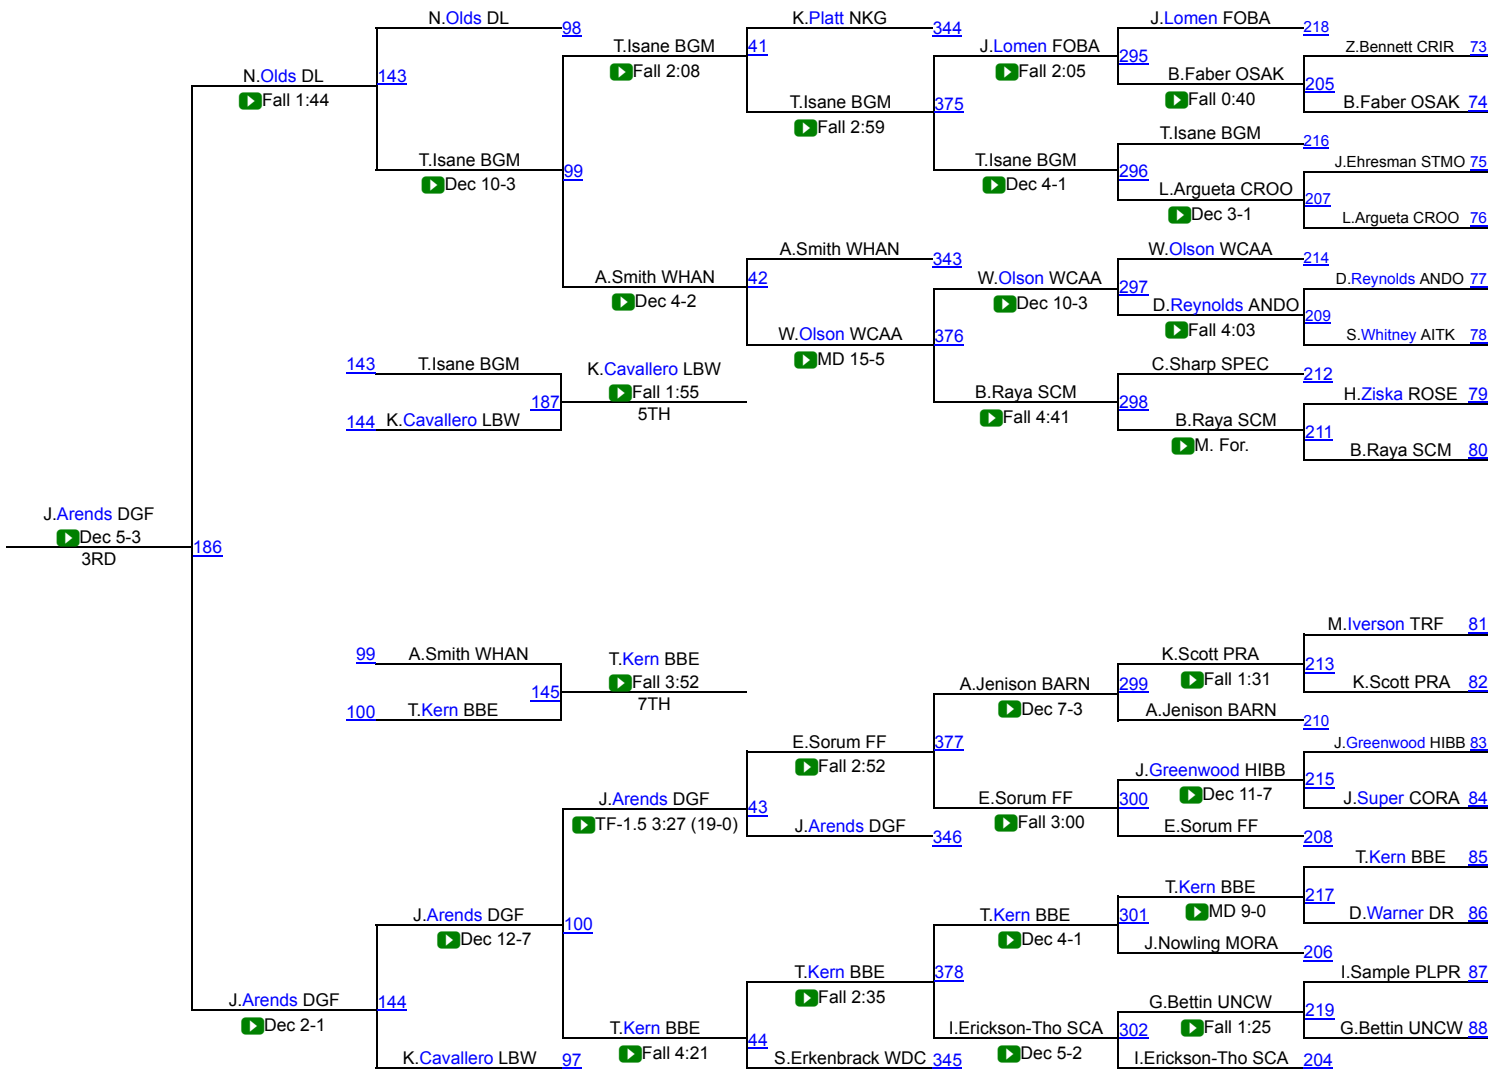 N.Olds DL
98
K.Platt NKG
344
J.Lomen FOBA
218
T.Isane BGM
41
Fall 2:08
J.Lomen FOBA
295
Fall 2:05
Z.Bennett CRIR 73
N.Olds DL
143
Fall 1:44
B.Faber OSAK
205
Fall 0:40
T.Isane BGM
375
Fall 2:59
B.Faber OSAK 74
T.Isane BGM
216
T.Isane BGM
99
Dec 10-3
T.Isane BGM
296
Dec 4-1
J.Ehresman STMO 75
L.Argueta CROO
207
Dec 3-1
L.Argueta CROO 76
A.Smith WHAN
343
W.Olson WCAA
214
A.Smith WHAN
42
Dec 4-2
W.Olson WCAA
297
Dec 10-3
D.Reynolds ANDO 77
D.Reynolds ANDO
209
Fall 4:03
W.Olson WCAA
376
MD 15-5
S.Whitney AITK 78
143 T.Isane BGM
K.Cavallero LBW
Fall 1:55
187
5TH
144 K.Cavallero LBW
C.Sharp SPEC
212
B.Raya SCM
298
Fall 4:41
H.Ziska ROSE 79
B.Raya SCM
211
M. For.
B.Raya SCM 80
J.Arends DGF
Dec 5-3
186
3RD
M.Iverson TRF 81
99 A.Smith WHAN
T.Kern BBE
Fall 3:52
145
7TH
100 T.Kern BBE
K.Scott PRA
213
Fall 1:31
A.Jenison BARN
299
Dec 7-3
K.Scott PRA 82
A.Jenison BARN
210
E.Sorum FF
377
Fall 2:52
J.Greenwood HIBB 83
J.Greenwood HIBB
215
Dec 11-7
J.Arends DGF
43
TF-1.5 3:27 (19-0)
E.Sorum FF
300
Fall 3:00
J.Super CORA 84
J.Arends DGF
346
E.Sorum FF
208
T.Kern BBE 85
T.Kern BBE
217
MD 9-0
J.Arends DGF
100
Dec 12-7
T.Kern BBE
301
Dec 4-1
D.Warner DR 86
J.Nowling MORA
206
T.Kern BBE
378
Fall 2:35
I.Sample PLPR 87
J.Arends DGF
144
Dec 2-1
G.Bettin UNCW
219
Fall 1:25
T.Kern BBE
44
Fall 4:21
I.Erickson-Tho SCA
302
Dec 5-2
G.Bettin UNCW 88
K.Cavallero LBW
97
S.Erkenbrack WDC
345
I.Erickson-Tho SCA
204